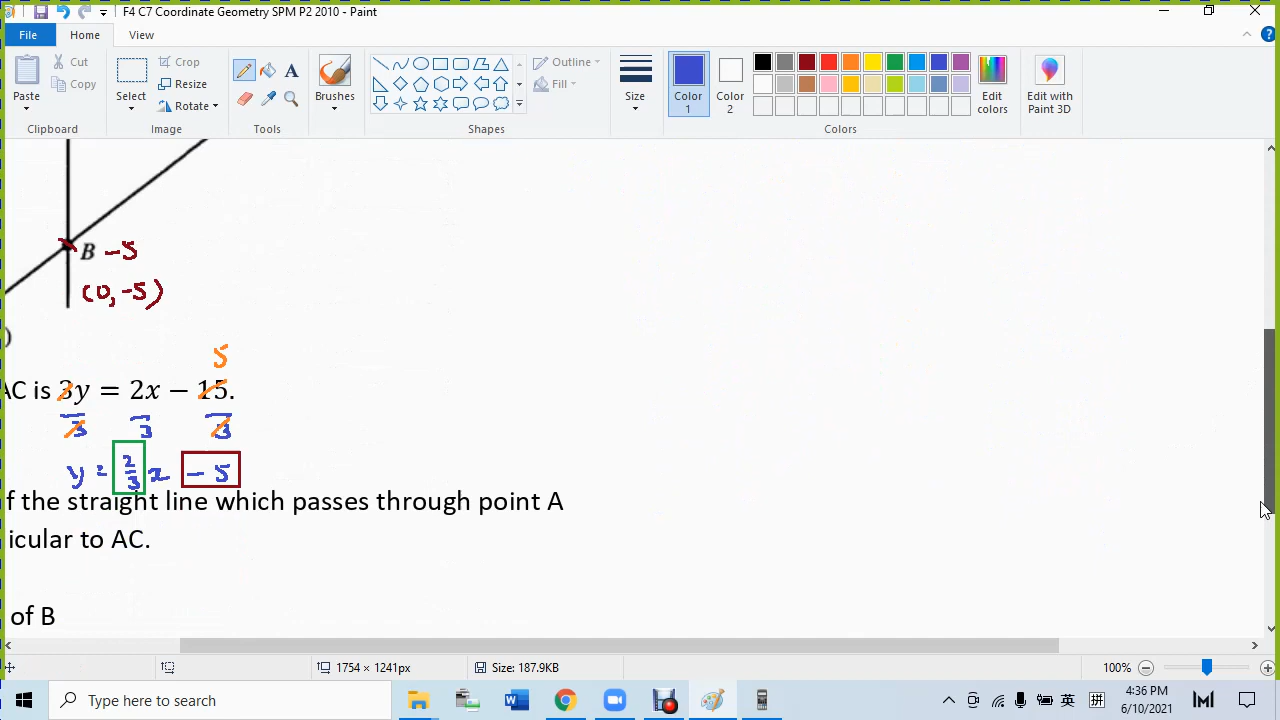 F4 C7 Coordinate Geometry SPM P2 2010 - Paint
File Home View
Paste Cut Copy
Select Crop Resize Rotate
Brushes
Outline Fill
Size
Color 1
Color 2
Edit colors
Edit with Paint 3D
Clipboard Image Tools Shapes Colors
B -5
(0, -5)
)
5
AC is 3y = 2x − 15.
3 3 3
y = 2/3 x - 5
f the straight line which passes through point A
icular to AC.
of B
1754 × 1241px Size: 187.9KB 100%
Type here to search
英 拼 4:36 PM
6/10/2021